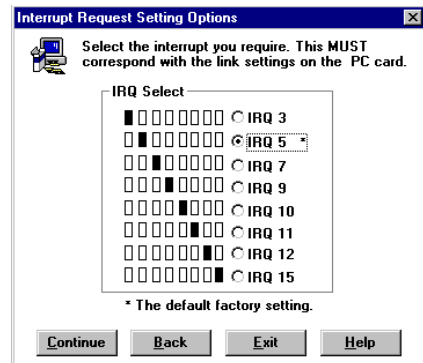 Interrupt Request Setting Options
Select the interrupt you require. This MUST
correspond with the link settings on the PC card.
IRQ Select
IRQ 3
IRQ 5 *
IRQ 7
IRQ 9
IRQ 10
IRQ 11
IRQ 12
IRQ 15
* The default factory setting.
Continue Back Exit Help